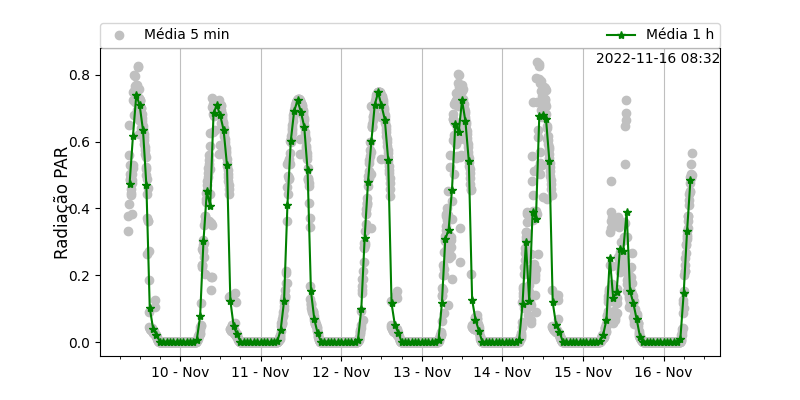 Média 5 min
Média 1 h
2022-11-16 08:32
Radiação PAR
0.8
0.6
0.4
0.2
0.0
10 - Nov
11 - Nov
12 - Nov
13 - Nov
14 - Nov
15 - Nov
16 - Nov